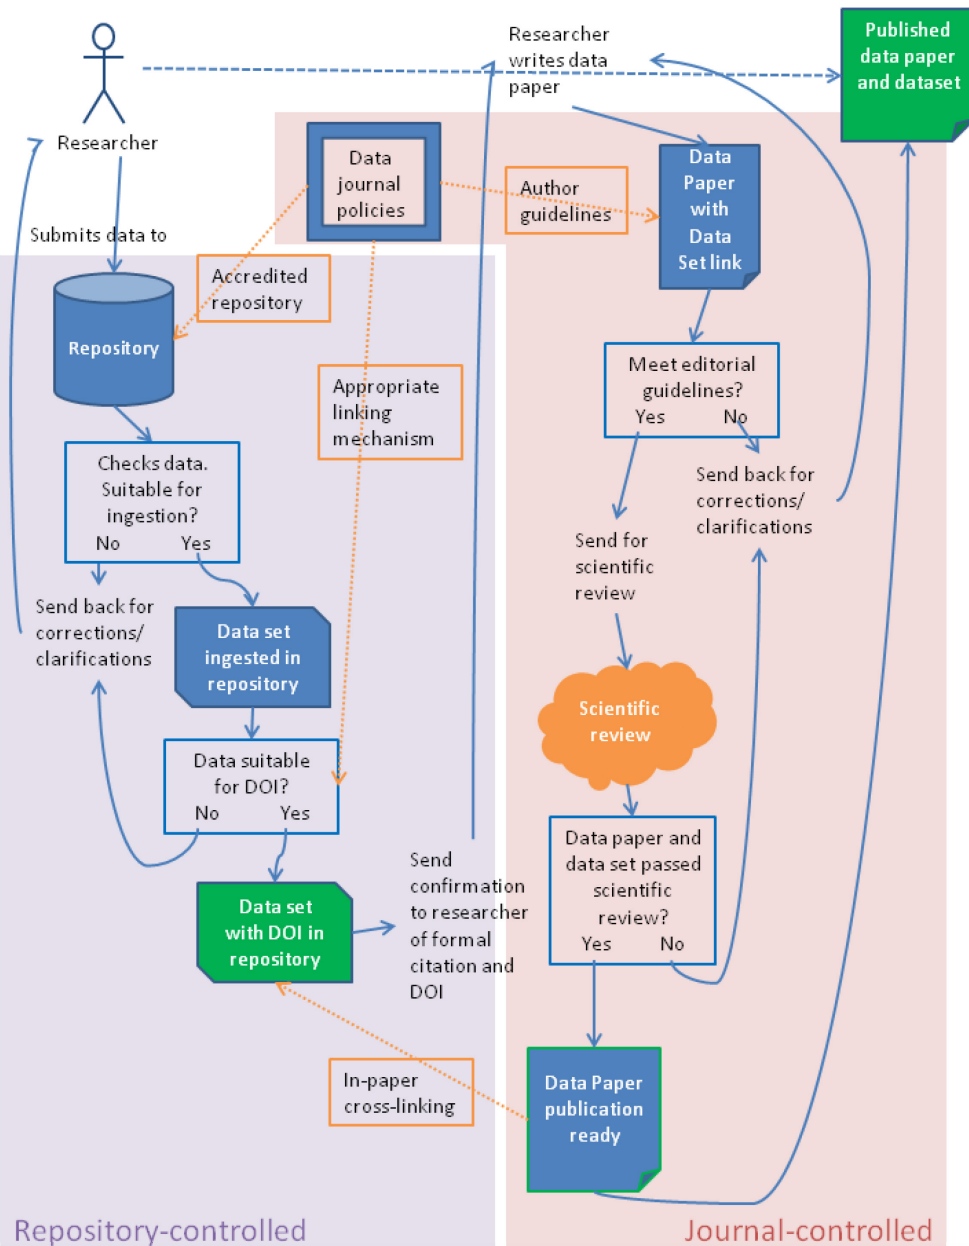 Researcher
writes data
paper
Published
data paper
and dataset
Researcher
Data
journal
policies
Author
guidelines
Data
Paper
with
Data
Set link
Submits data to
Accredited
repository
Repository
Appropriate
linking
mechanism
Meet editorial
guidelines?
Yes No
Checks data.
Suitable for
ingestion?
No Yes
Send back for
corrections/
clarifications
Send for
scientific
review
Send back for
corrections/
clarifications
Data set
ingested in
repository
Scientific
review
Data suitable
for DOI?
No Yes
Data paper and
data set passed
scientific
review?
Yes No
Data set
with DOI in
repository
Send
confirmation
to researcher
of formal
citation and
DOI
In-paper
cross-linking
Data Paper
publication
ready
Repository-controlled
Journal-controlled